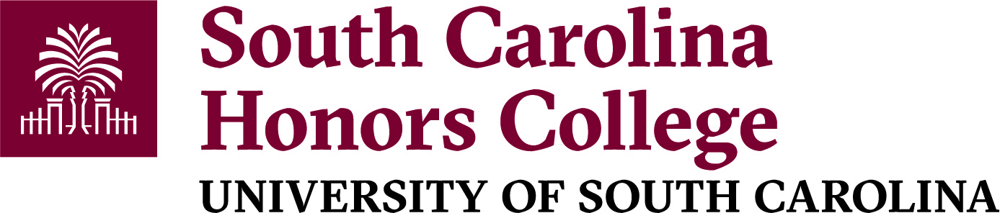 South Carolina
Honors College
UNIVERSITY OF SOUTH CAROLINA